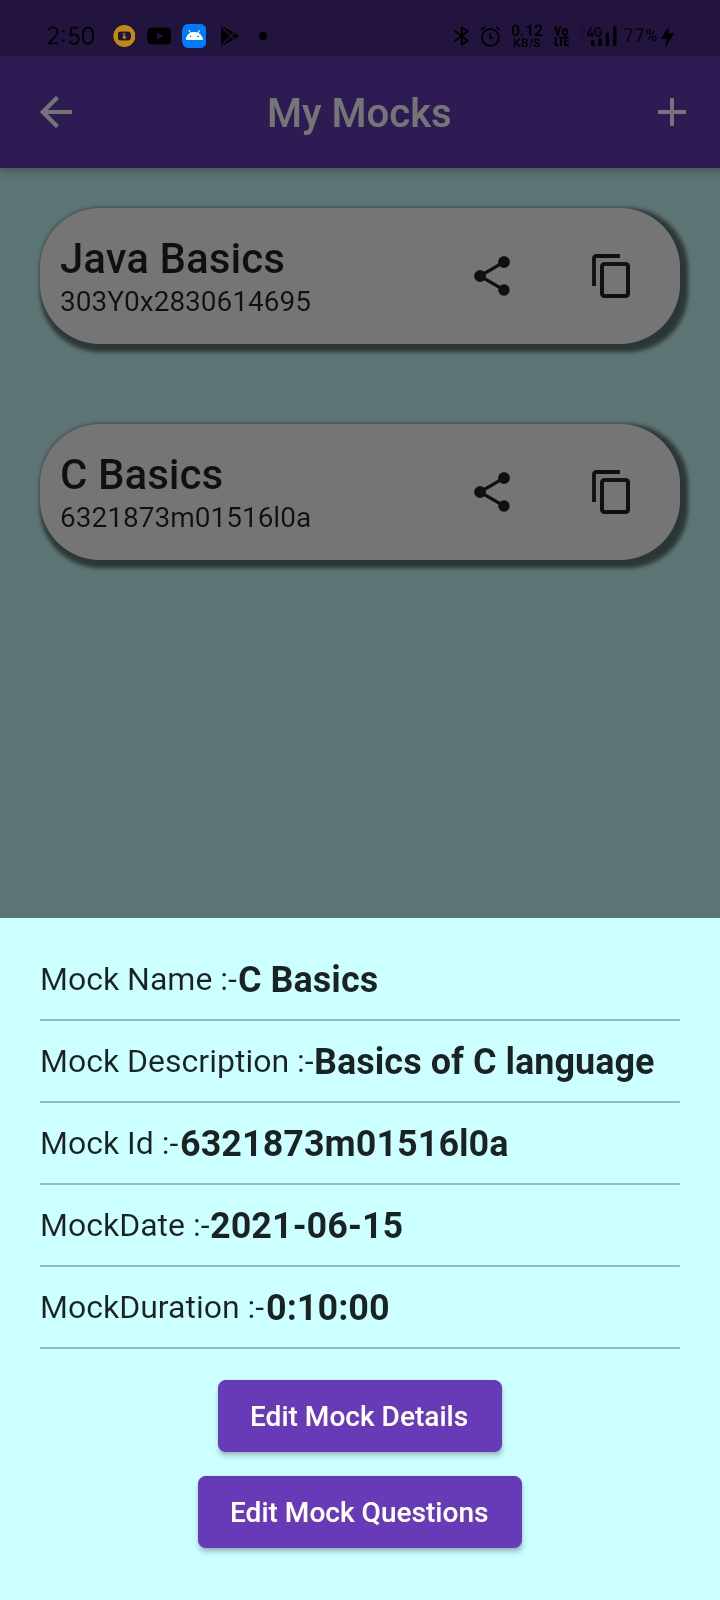 2:50 0.12 KB/S Vo LTE 4G 77%
My Mocks
Java Basics
303Y0x2830614695
C Basics
6321873m01516l0a
Mock Name :-C Basics
Mock Description :-Basics of C language
Mock Id :-6321873m01516l0a
MockDate :-2021-06-15
MockDuration :-0:10:00
Edit Mock Details
Edit Mock Questions